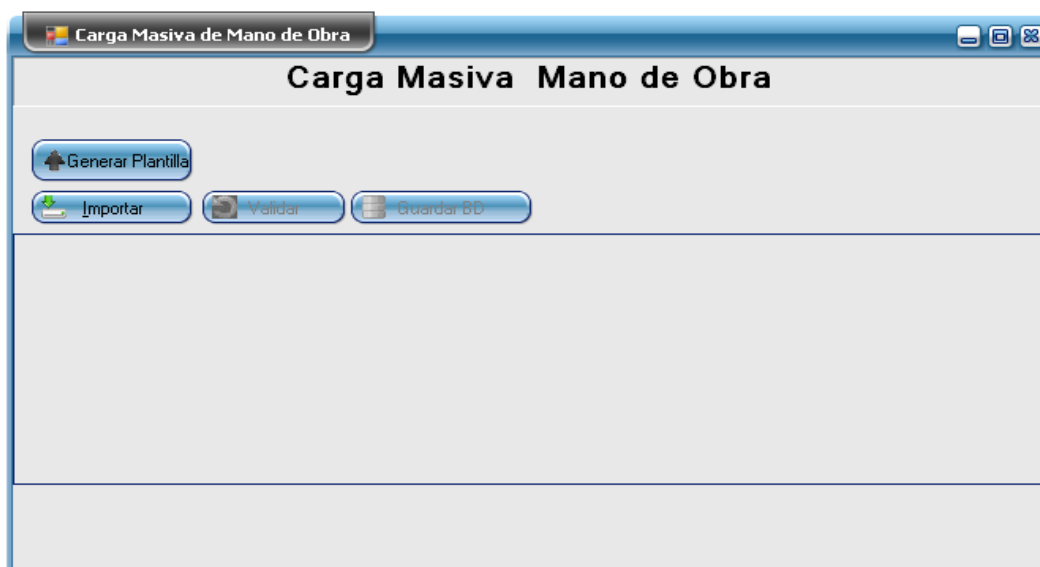 Carga Masiva de Mano de Obra
Carga Masiva Mano de Obra
Generar Plantilla
Importar Validar Guardar BD